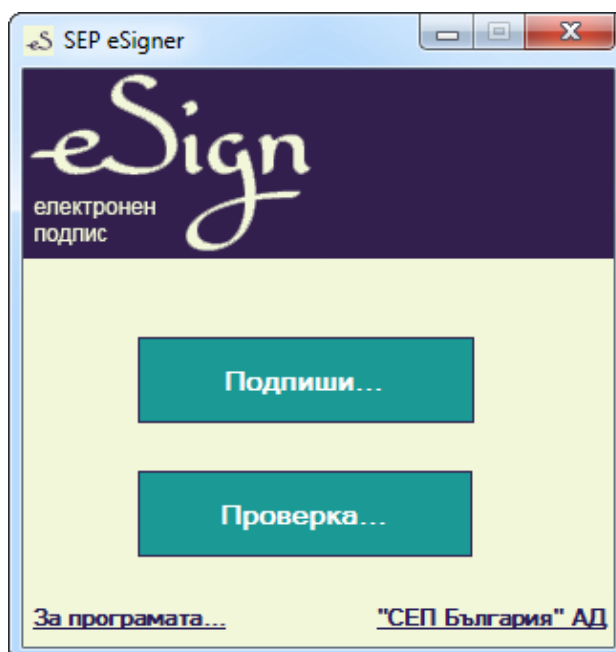 SEP eSigner
eSign
електронен
подпис
Подпиши...
Проверка...
За програмата...
"СЕП България" АД